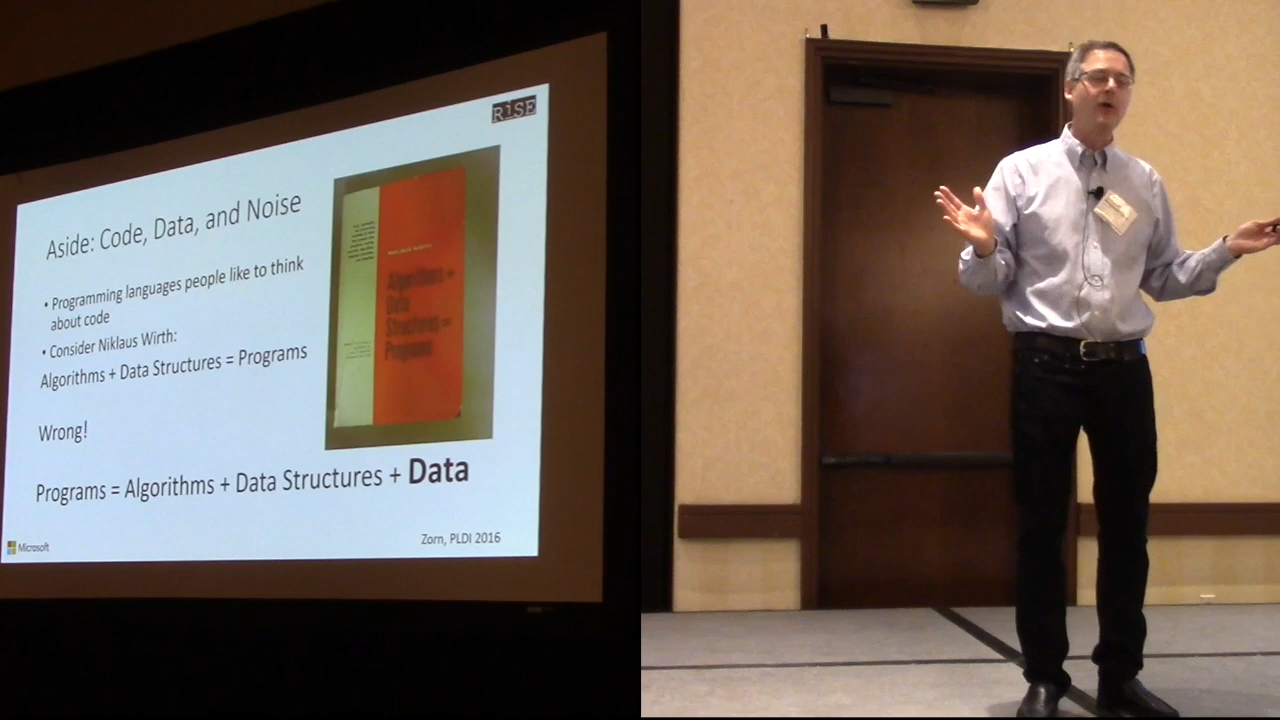 RiSE
Aside: Code, Data, and Noise
• Programming languages people like to think
about code
• Consider Niklaus Wirth:
Algorithms + Data Structures = Programs
Wrong!
Programs = Algorithms + Data Structures + Data
Algorithms +
Data
Structures =
Programs
Microsoft
Zorn, PLDI 2016